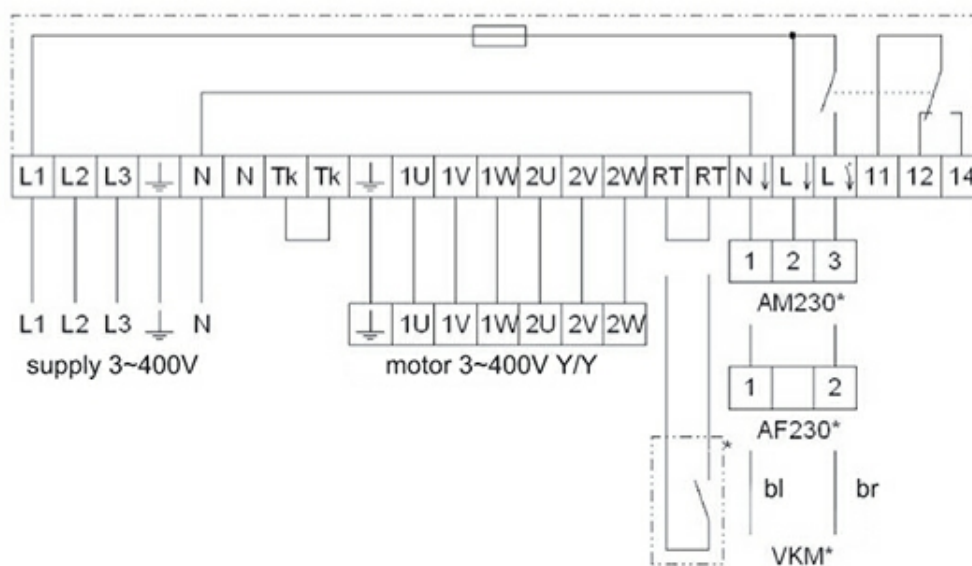 L1 L2 L3 N N Tk Tk 1U 1V 1W 2U 2V 2W RT RT N L L 11 12 14
1 2 3
AM230*
L1 L2 L3 N
1U 1V 1W 2U 2V 2W
supply 3~400V
motor 3~400V Y/Y
1 2
AF230*
*
bl br
VKM*